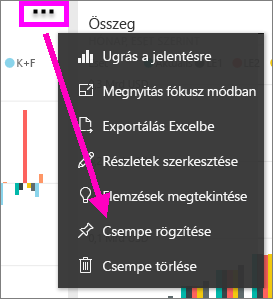 ...
Összeg
K+F
Ugrás a jelentésre
Megnyitás fókusz módban
Exportálás Excelbe
Részletek szerkesztése
Elemzések megtekintése
Csempe rögzítése
Csempe törlése